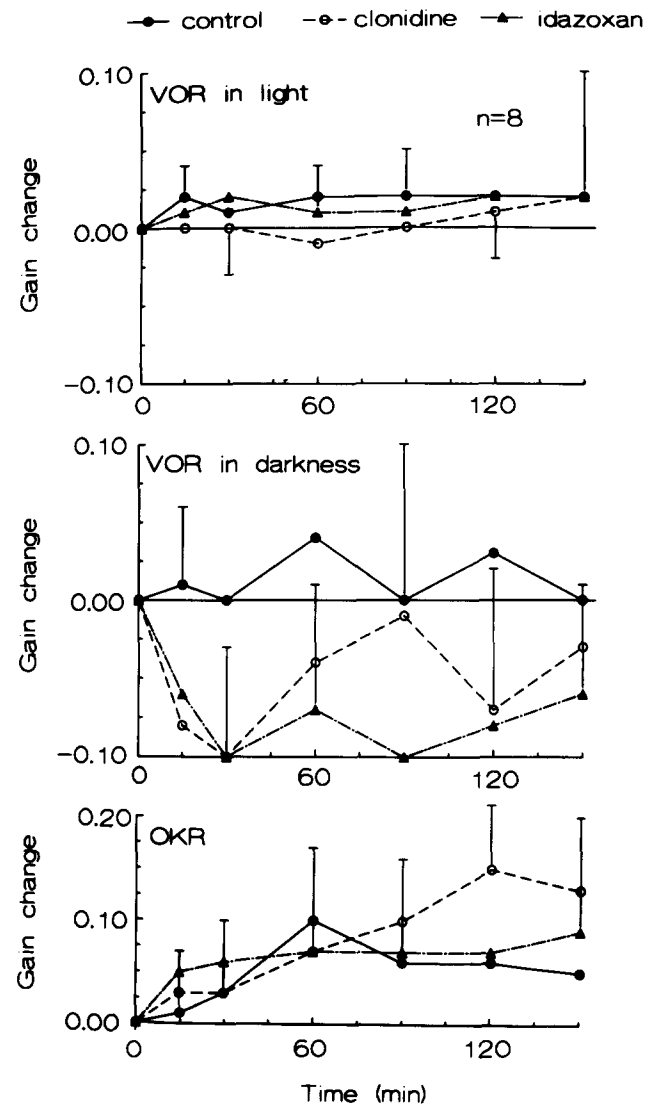 control clonidine idazoxan
0.10
VOR in light
n=8
Gain change
0.00
-0.10
0 60 120
0.10
VOR in darkness
Gain change
0.00
-0.10
0 60 120
0.20
OKR
Gain change
0.10
0.00
0 60 120
Time (min)